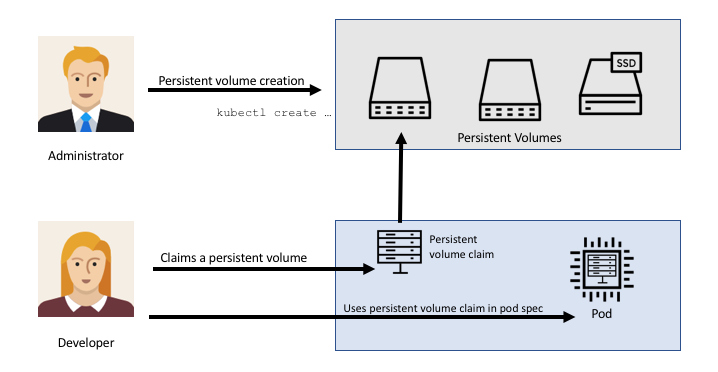 Persistent volume creation
kubectl create …
SSD
Persistent Volumes
Administrator
Claims a persistent volume
Persistent
volume claim
Uses persistent volume claim in pod spec
Pod
Developer